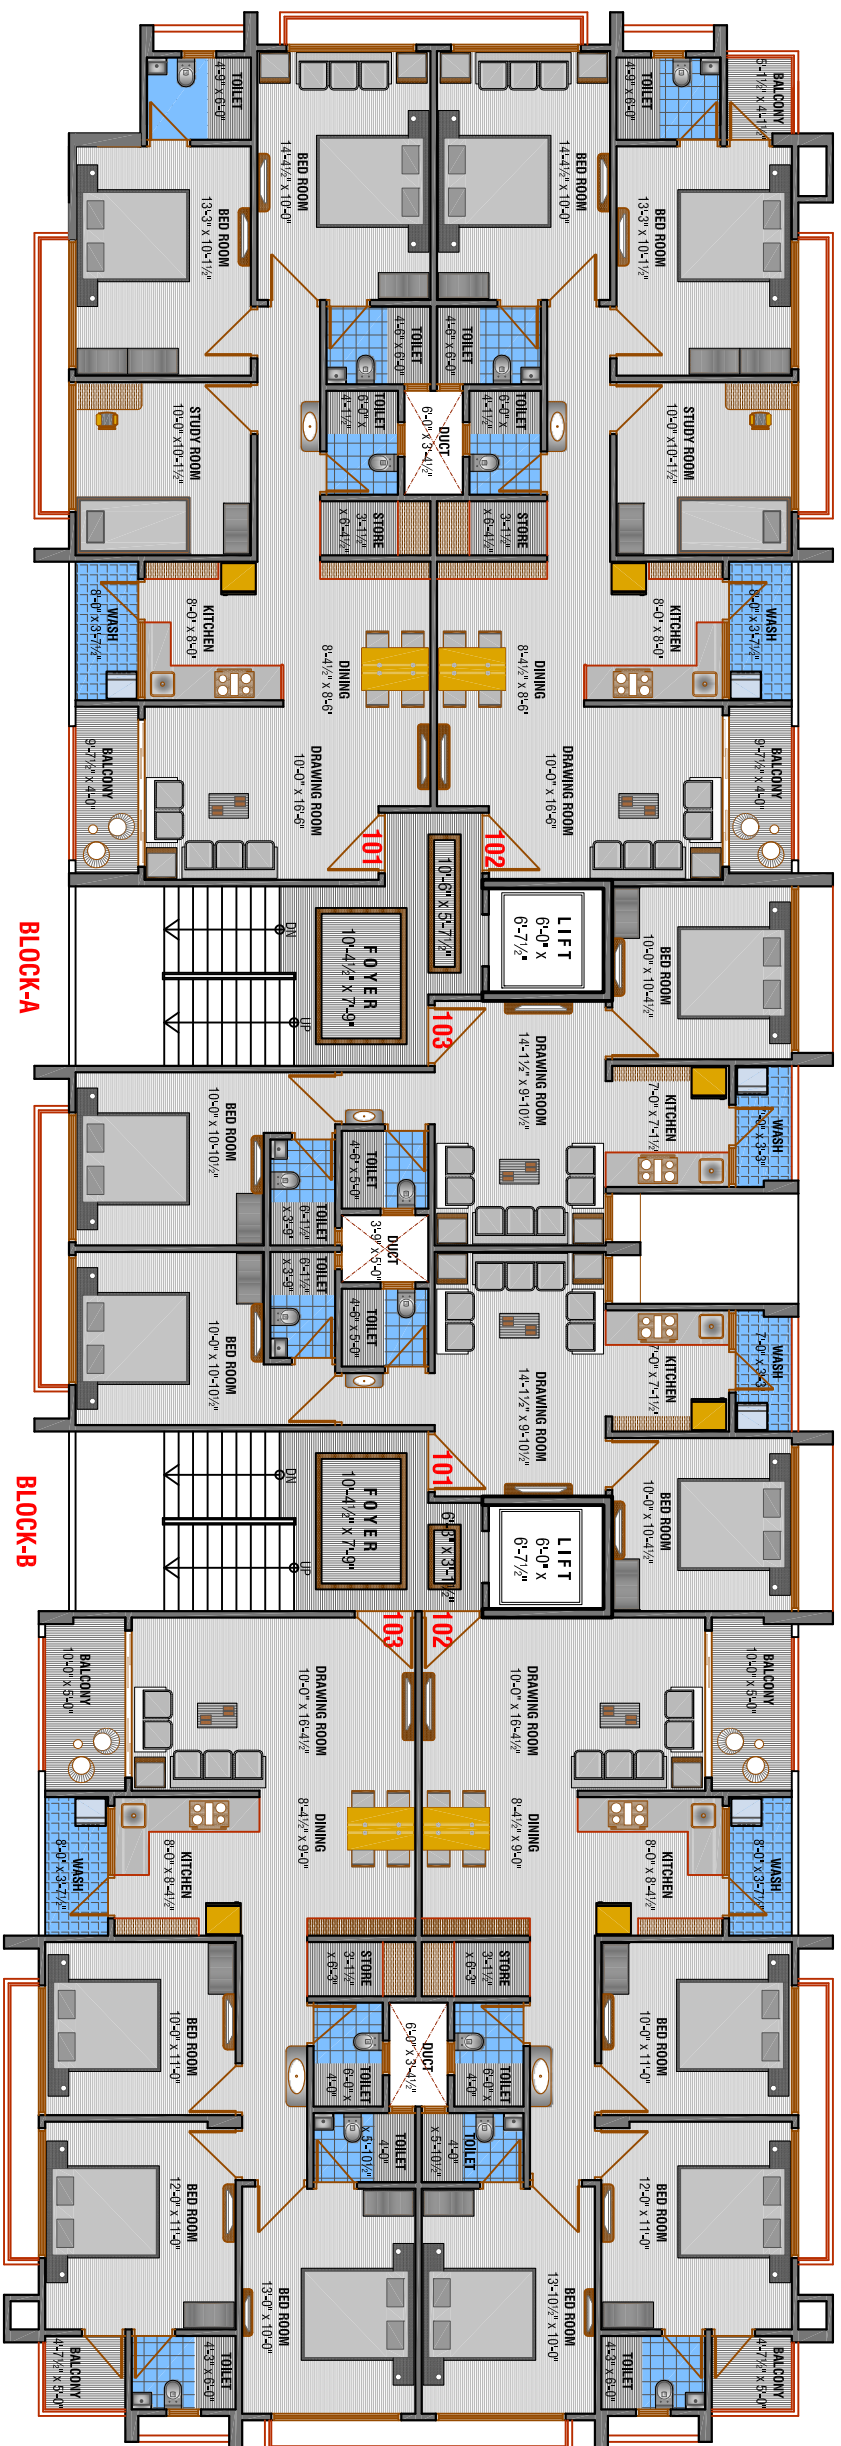 TOILET
4'-9" x 6'-0"
TOILET
4'-9" x 6'-0"
BALCONY
BED ROOM
13'-3" x 10'-1½"
BED ROOM
14'-4½" x 10'-0"
BED ROOM
14'-4½" x 10'-0"
BED ROOM
13'-3" x 10'-1½"
TOILET
4'-6" x 6'-0"
TOILET
4'-6" x 6'-0"
STUDY ROOM
10'-0" x10'-1½"
TOILET
6'-0" x
4'-1½"
DUCT
6'-0" x 3'-4½"
TOILET
6'-0" x
4'-1½"
STUDY ROOM
10'-0" x10'-1½"
STORE
3'-1½"
x 6'-4½"
STORE
3'-1½"
x 6'-4½"
WASH
8'-0" x 3'-7½"
KITCHEN
8'-0" x 8'-0"
DINING
8'-4½" x 8'-6"
DINING
8'-4½" x 8'-6"
KITCHEN
8'-0" x 8'-0"
WASH
8'-0" x 3'-7½"
BALCONY
9'-7½" x 4'-0"
DRAWING ROOM
10'-0" x 16'-6"
DRAWING ROOM
10'-0" x 16'-6"
BALCONY
9'-7½" x 4'-0"
101
102
10'-6" x 5'-7½"
BLOCK-A
DN
UP
FOYER
10'-4½" x 7'-9"
LIFT
6'-0" x
6'-7½"
BED ROOM
10'-0" x 10'-4½"
103
DRAWING ROOM
14'-1½" x 9'-10½"
KITCHEN
7'-0" x 7'-1½"
WASH
7'-0" x 3'-3"
BED ROOM
10'-0" x 10'-10½"
TOILET
4'-6" x 5'-0"
TOILET
6'-1½"
x 3'-9"
DUCT
3'-9" x 5'-0"
TOILET
6'-1½"
x 3'-9"
TOILET
4'-6" x 5'-0"
BED ROOM
10'-0" x 10'-10½"
DRAWING ROOM
14'-1½" x 9'-10½"
KITCHEN
7'-0" x 7'-1½"
WASH
7'-0" x 3'-3"
101
BLOCK-B
DN
UP
FOYER
10'-4½" x 7'-9"
LIFT
6'-0" x
6'-7½"
BED ROOM
10'-0" x 10'-4½"
103
102
BALCONY
10'-0" x 5'-0"
DRAWING ROOM
10'-0" x 16'-4½"
DRAWING ROOM
10'-0" x 16'-4½"
BALCONY
10'-0" x 5'-0"
WASH
8'-0" x 3'-7½"
KITCHEN
8'-0" x 8'-4½"
DINING
8'-4½" x 9'-0"
DINING
8'-4½" x 9'-0"
KITCHEN
8'-0" x 8'-4½"
WASH
8'-0" x 3'-7½"
STORE
3'-1½"
x 6'-3"
STORE
3'-1½"
x 6'-3"
BED ROOM
10'-0" x 11'-0"
TOILET
6'-0" x
4'-0"
DUCT
6'-0" x 3'-4½"
TOILET
6'-0" x
4'-0"
BED ROOM
10'-0" x 11'-0"
TOILET
4'-0"
x 5'-10½"
TOILET
4'-0"
x 5'-10½"
BED ROOM
12'-0" x 11'-0"
BED ROOM
13'-0" x 10'-0"
BED ROOM
13'-10½" x 10'-0"
BED ROOM
12'-0" x 11'-0"
BALCONY
4'-7½" x 5'-0"
TOILET
4'-3" x 6'-0"
TOILET
4'-3" x 6'-0"
BALCONY
4'-7½" x 5'-0"